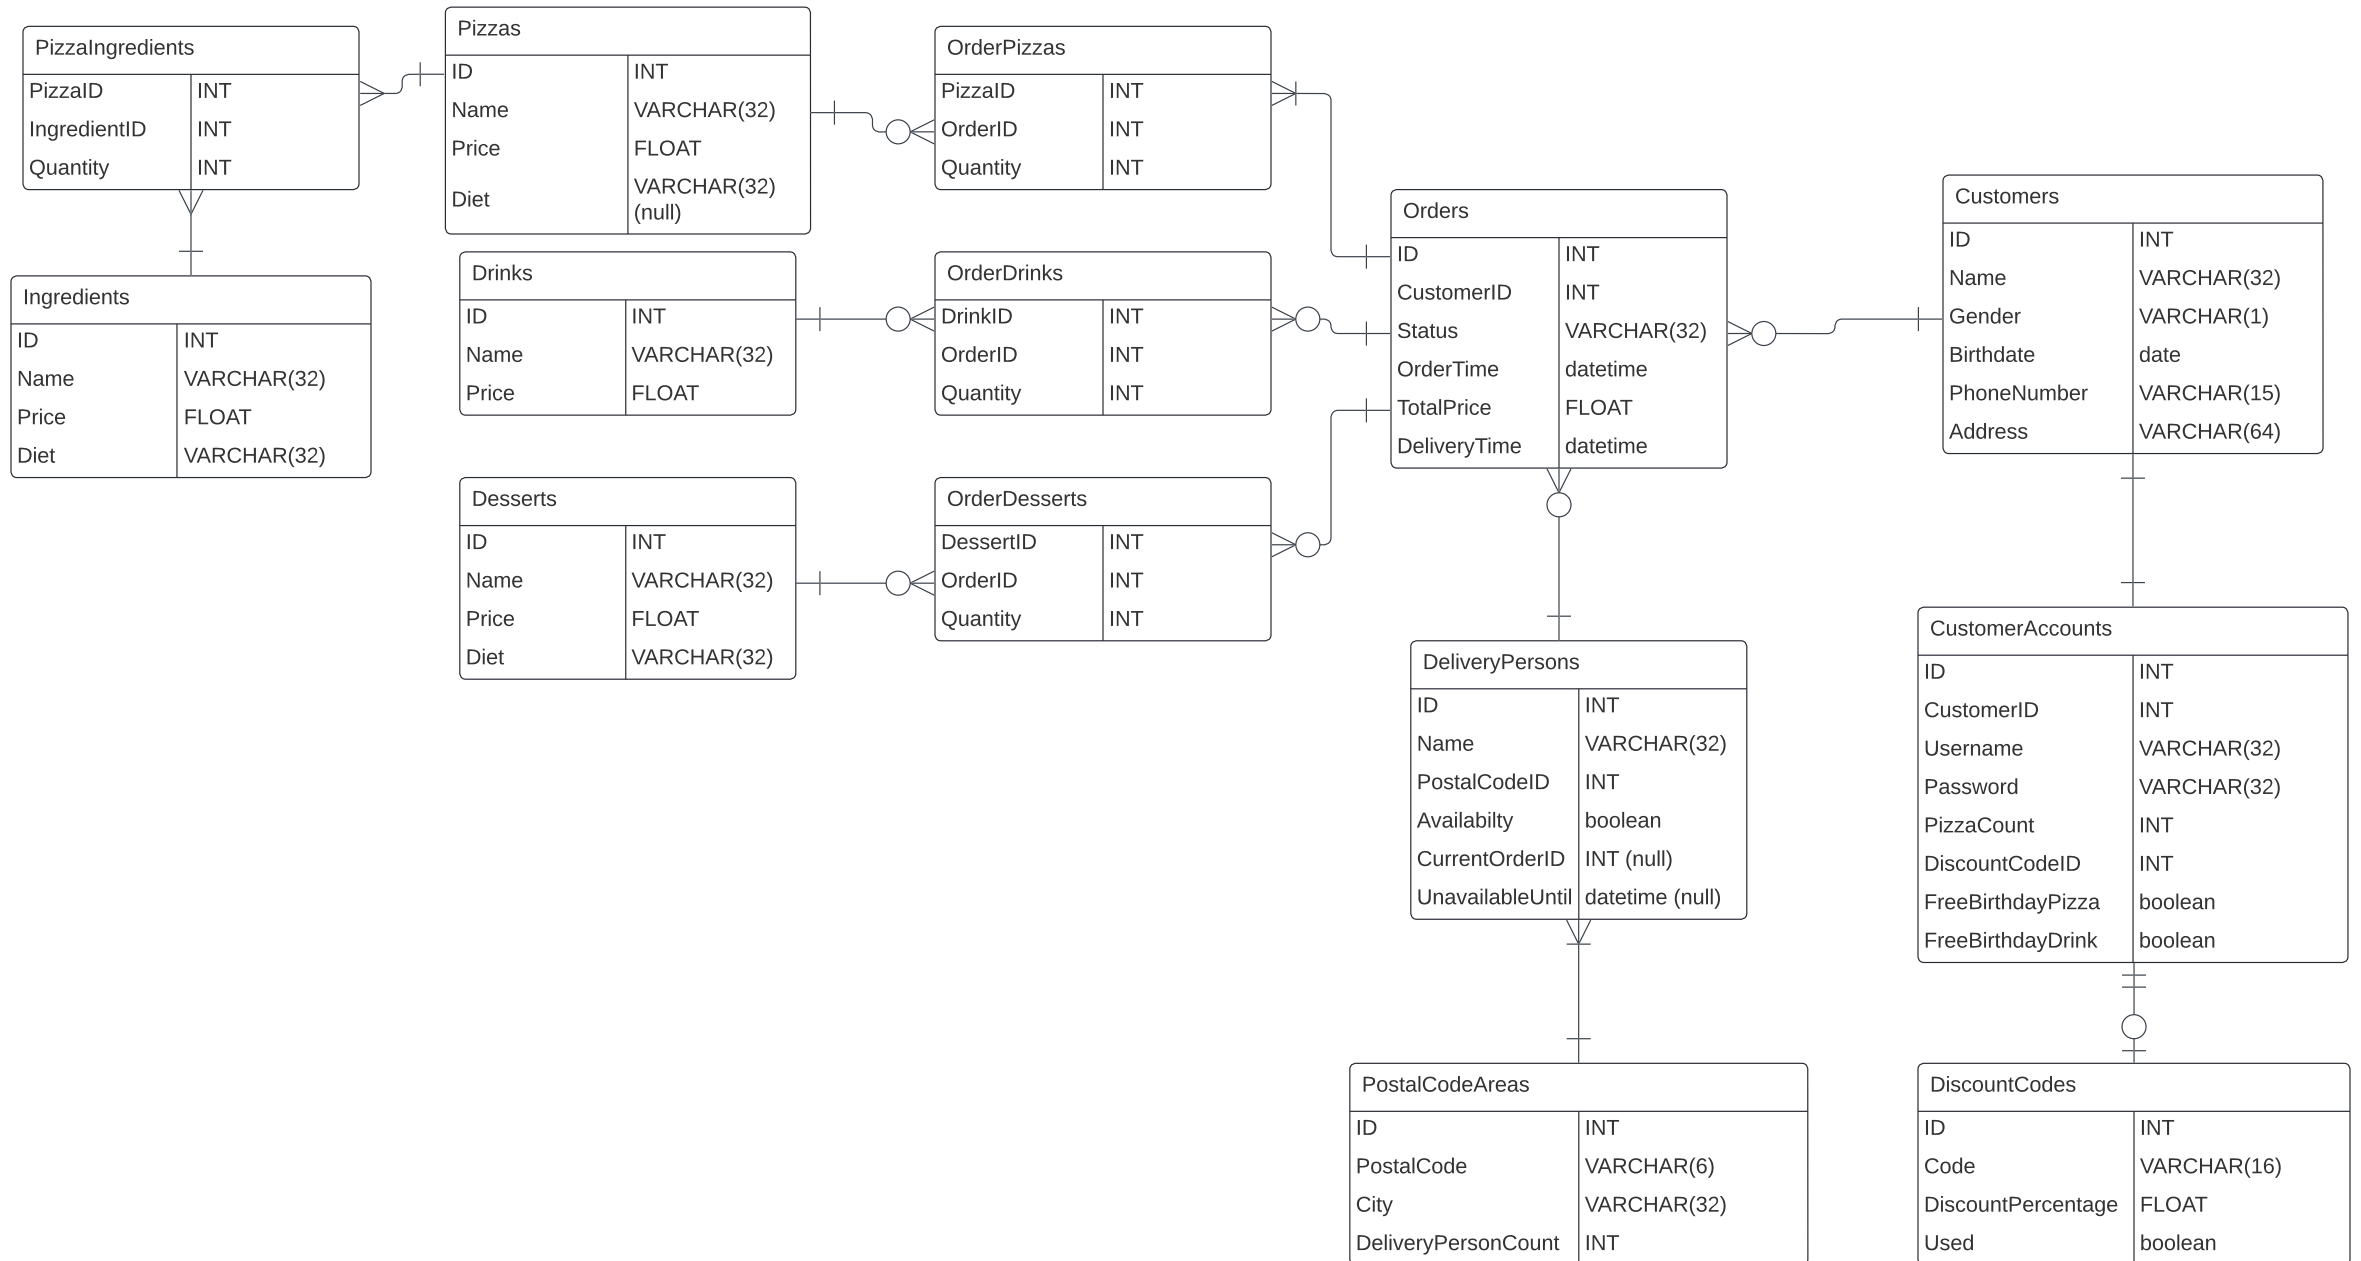 PizzaIngredients
PizzaID INT
IngredientID INT
Quantity INT
Pizzas
ID INT
Name VARCHAR(32)
Price FLOAT
Diet VARCHAR(32)
(null)
OrderPizzas
PizzaID INT
OrderID INT
Quantity INT
Ingredients
ID INT
Name VARCHAR(32)
Price FLOAT
Diet VARCHAR(32)
Drinks
ID INT
Name VARCHAR(32)
Price FLOAT
OrderDrinks
DrinkID INT
OrderID INT
Quantity INT
Desserts
ID INT
Name VARCHAR(32)
Price FLOAT
Diet VARCHAR(32)
OrderDesserts
DessertID INT
OrderID INT
Quantity INT
Orders
ID INT
CustomerID INT
Status VARCHAR(32)
OrderTime datetime
TotalPrice FLOAT
DeliveryTime datetime
Customers
ID INT
Name VARCHAR(32)
Gender VARCHAR(1)
Birthdate date
PhoneNumber VARCHAR(15)
Address VARCHAR(64)
DeliveryPersons
ID INT
Name VARCHAR(32)
PostalCodeID INT
Availabilty boolean
CurrentOrderID INT (null)
UnavailableUntil datetime (null)
CustomerAccounts
ID INT
CustomerID INT
Username VARCHAR(32)
Password VARCHAR(32)
PizzaCount INT
DiscountCodeID INT
FreeBirthdayPizza boolean
FreeBirthdayDrink boolean
PostalCodeAreas
ID INT
PostalCode VARCHAR(6)
City VARCHAR(32)
DeliveryPersonCount INT
DiscountCodes
ID INT
Code VARCHAR(16)
DiscountPercentage FLOAT
Used boolean